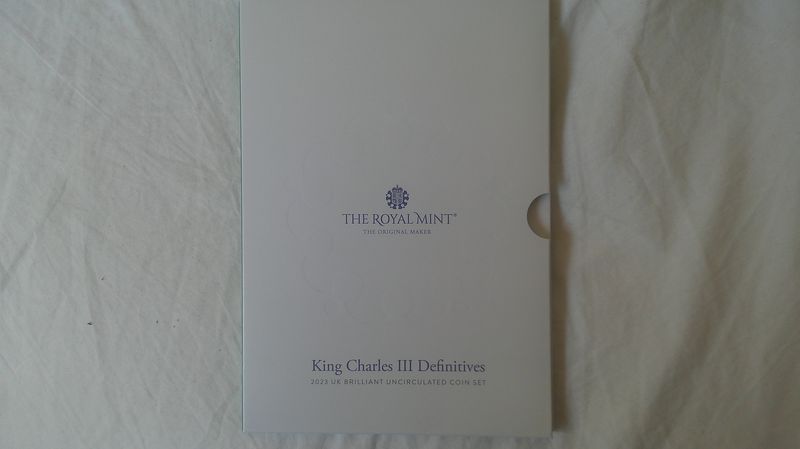 THE ROYAL MINT®
THE ORIGINAL MAKER
King Charles III Definitives
2023 UK BRILLIANT UNCIRCULATED COIN SET